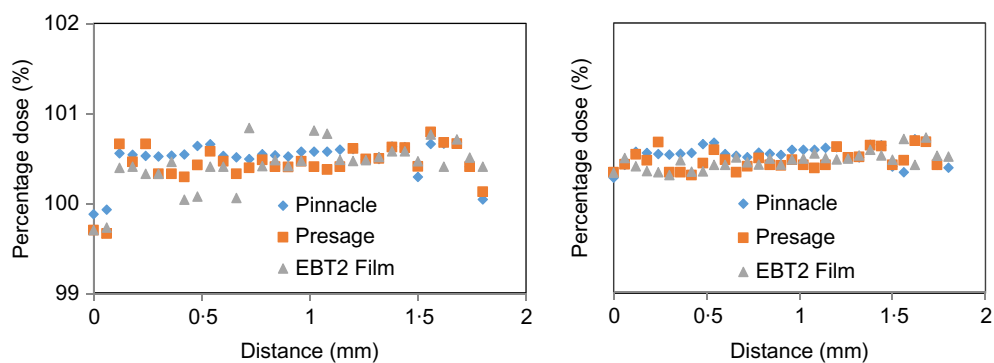 102
101
100
99
Percentage dose (%)
Pinnacle
Presage
EBT2 Film
0
0·5
1
1·5
2
Distance (mm)
Percentage dose (%)
Pinnacle
Presage
EBT2 Film
0
0·5
1
1·5
2
Distance (mm)